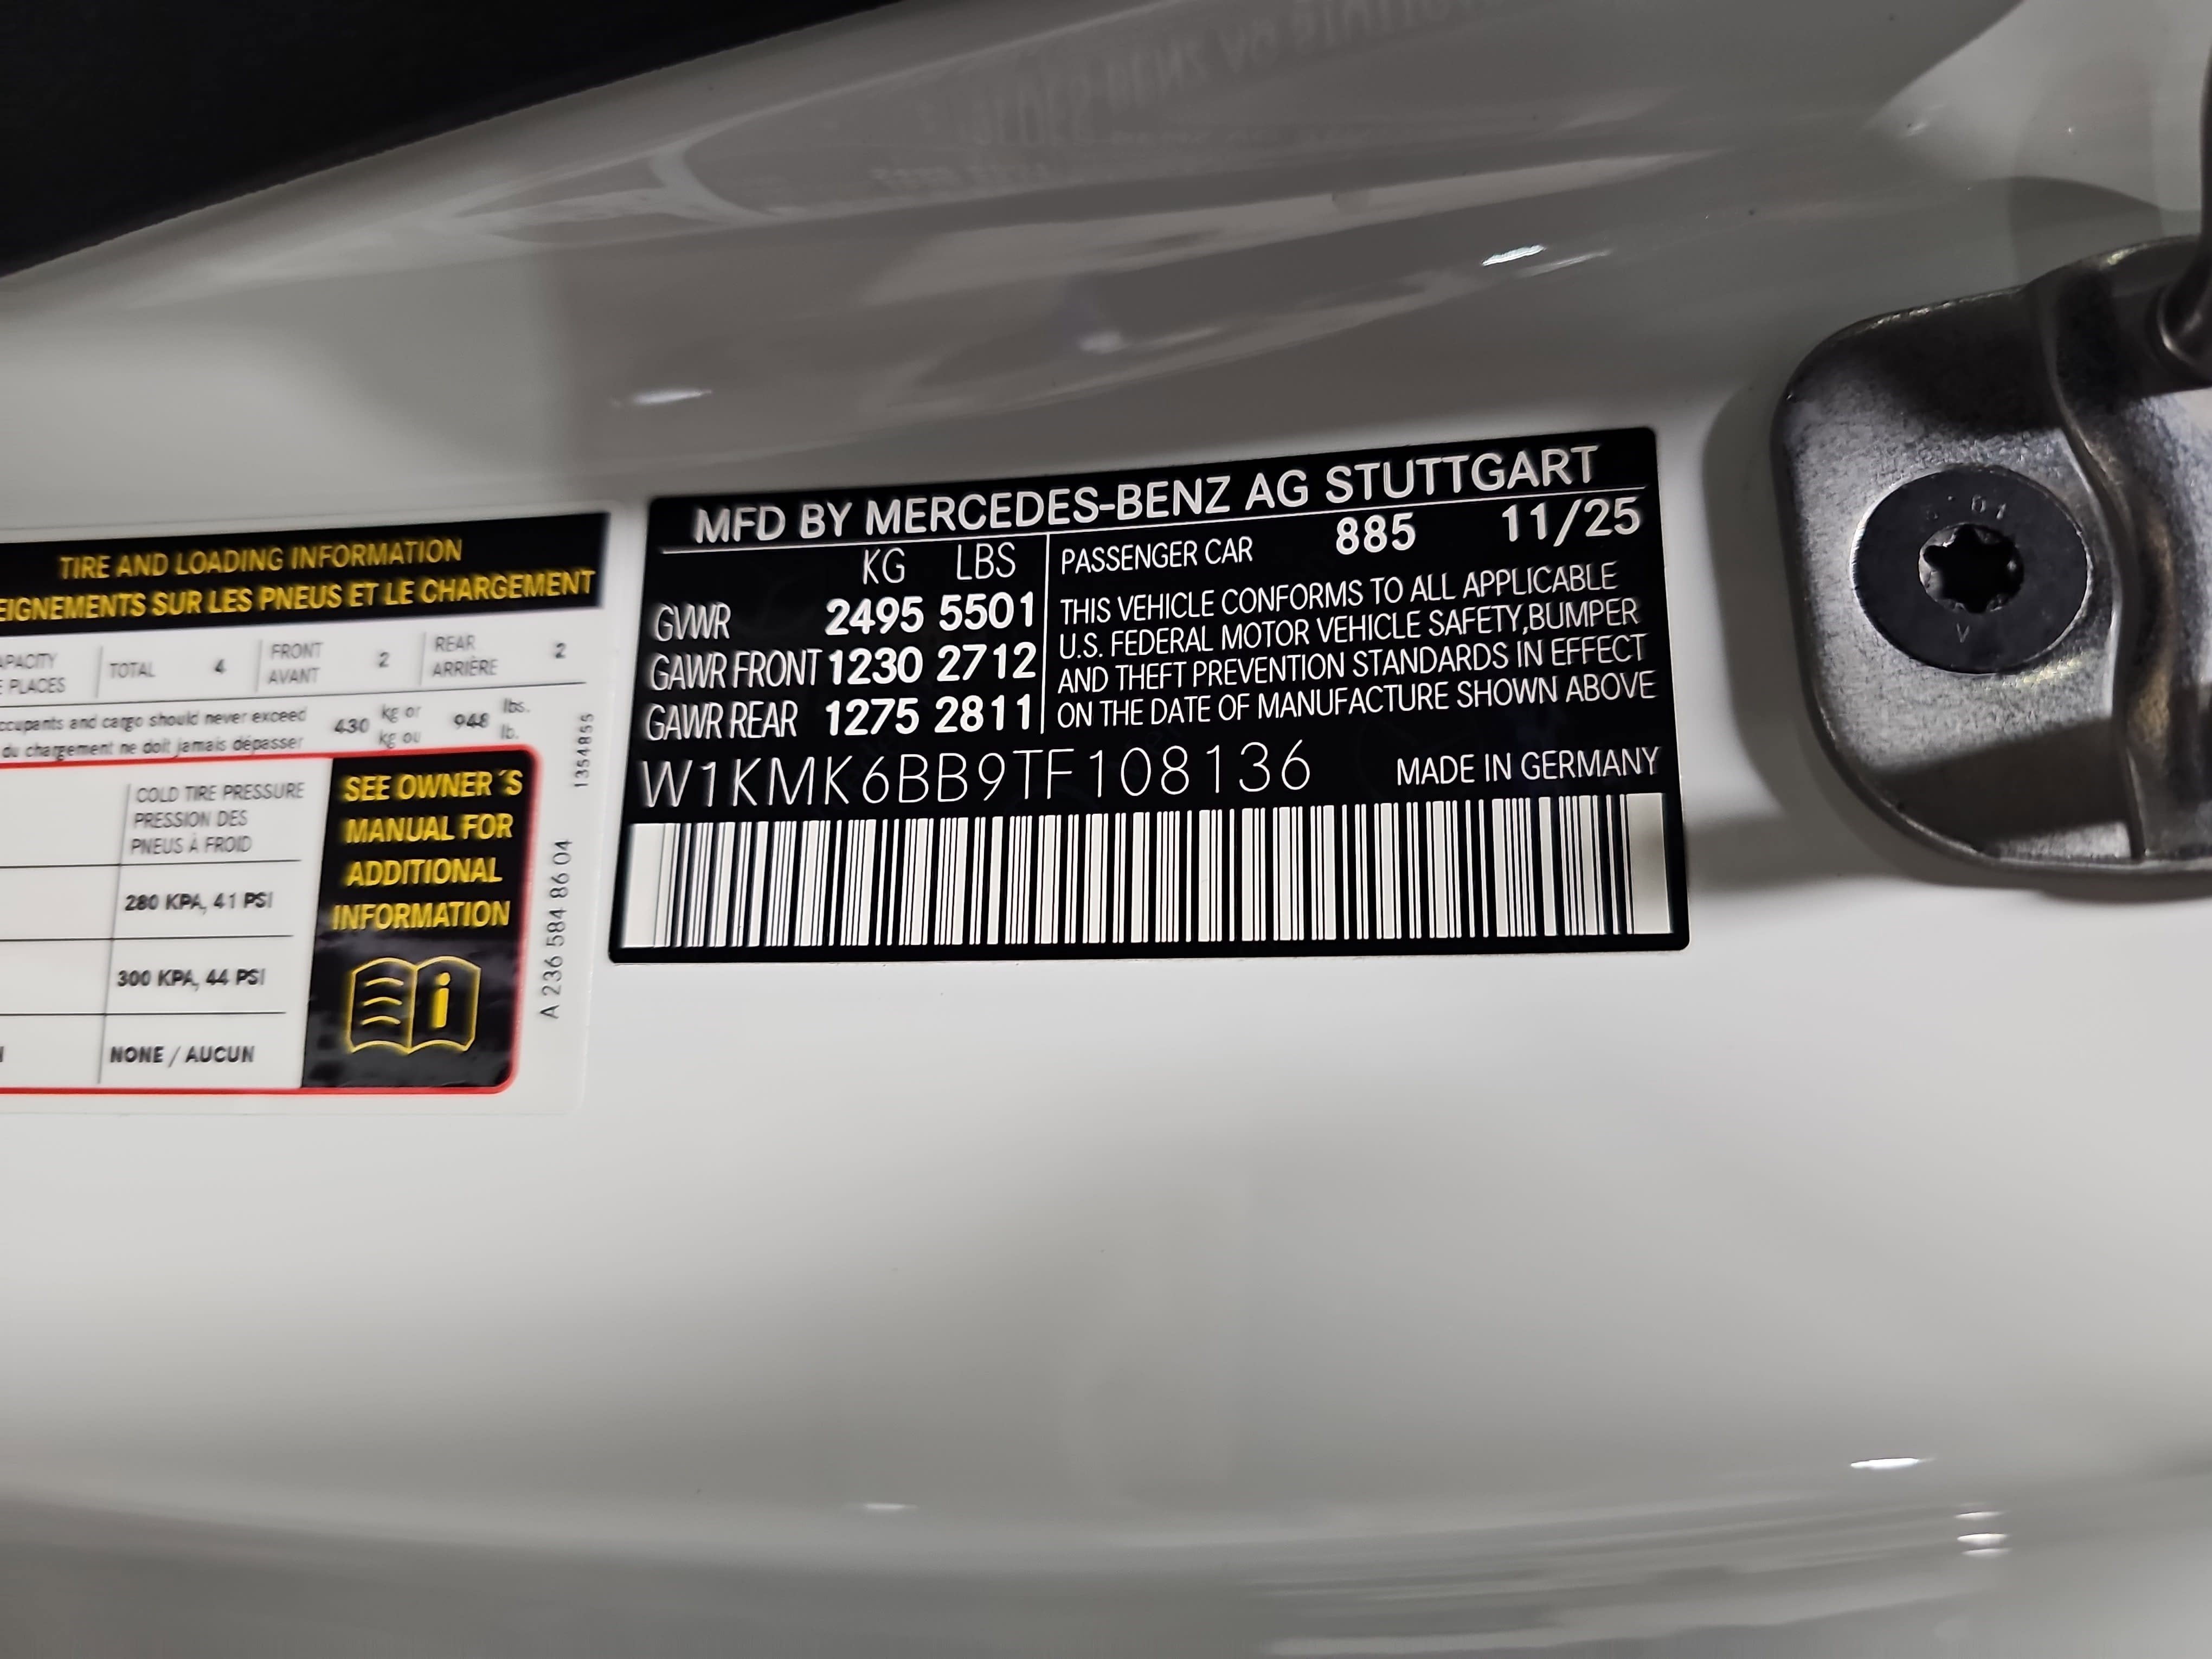 MFD BY MERCEDES-BENZ AG STUTTGART
KG LBS
GVWR 2495 5501
GAWR FRONT 1230 2712
GAWR REAR 1275 2811
PASSENGER CAR 885 11/25
THIS VEHICLE CONFORMS TO ALL APPLICABLE
U.S. FEDERAL MOTOR VEHICLE SAFETY,BUMPER
AND THEFT PREVENTION STANDARDS IN EFFECT
ON THE DATE OF MANUFACTURE SHOWN ABOVE
W1KMK6BB9TF108136 MADE IN GERMANY
TIRE AND LOADING INFORMATION
EIGNEMENTS SUR LES PNEUS ET LE CHARGEMENT
APACITY
E PLACES
TOTAL 4
FRONT
AVANT
2
REAR
ARRIÈRE
2
ccupants and cargo should never exceed
du chargement ne doit jamais dépasser
430
kg or
kg ou
948
lbs.
lb.
COLD TIRE PRESSURE
PRESSION DES
PNEUS À FROID
280 KPA, 41 PSI
300 KPA, 44 PSI
NONE / AUCUN
SEE OWNER´S
MANUAL FOR
ADDITIONAL
INFORMATION
i
A 236 584 86 04
1354855